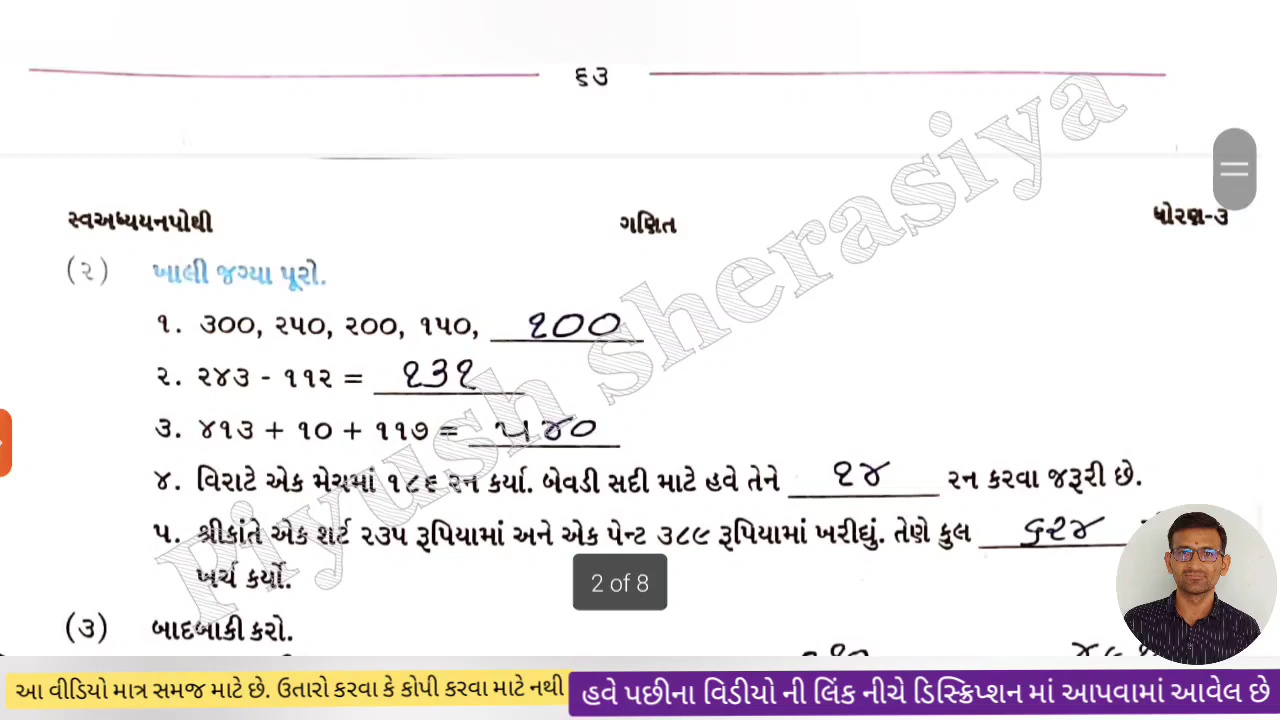 ૬૩
સ્વઅધ્યયનપોથી ગણિત ધોરણ-૩
(૨) ખાલી જગ્યા પૂરો.
૧. ૩૦૦, ૨૫૦, ૨૦૦, ૧૫૦, ૧૦૦
૨. ૨૪૩ - ૧૧૨ = ૧૩૧
૩. ૪૧૩ + ૧૦ + ૧૧૭ = ૫૪૦
૪. વિરાટે એક મેચમાં ૧૮૬ રન કર્યા. બેવડી સદી માટે હવે તેને ૧૪ રન કરવા જરૂરી છે.
૫. શ્રીકાંતે એક શર્ટ ૨૩૫ રૂપિયામાં અને એક પેન્ટ ૩૮૯ રૂપિયામાં ખરીદ્યું. તેણે કુલ ૬૨૪
ખર્ચ કર્યો.
(૩) બાદબાકી કરો.
Piyush sherasiya
2 of 8
આ વીડિયો માત્ર સમજ માટે છે. ઉતારો કરવા કે કોપી કરવા માટે નથી
હવે પછીના વિડીયો ની લિંક નીચે ડિસ્ક્રિપ્શન માં આપવામાં આવેલ છે